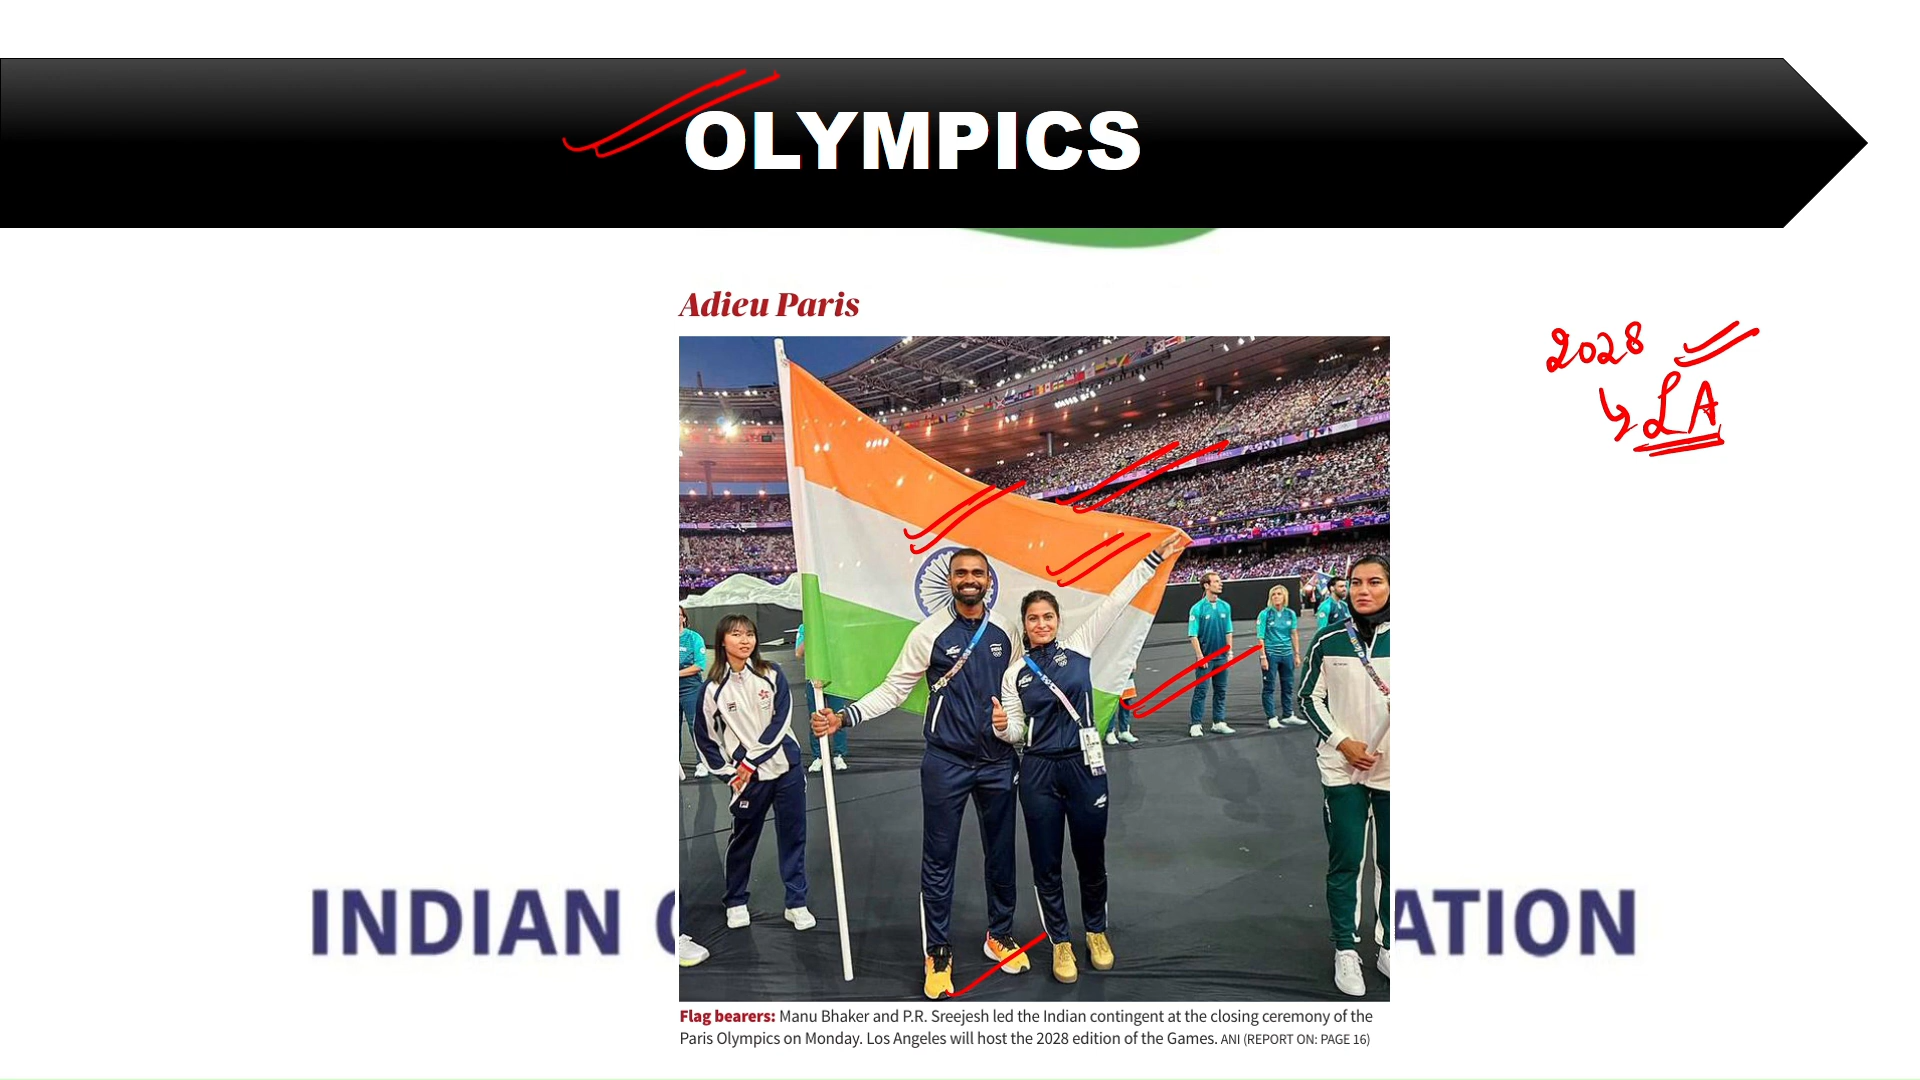 OLYMPICS
Adieu Paris
2028
LA
INDIAN
ATION
Flag bearers: Manu Bhaker and P.R. Sreejesh led the Indian contingent at the closing ceremony of the
Paris Olympics on Monday. Los Angeles will host the 2028 edition of the Games. ANI (REPORT ON: PAGE 16)